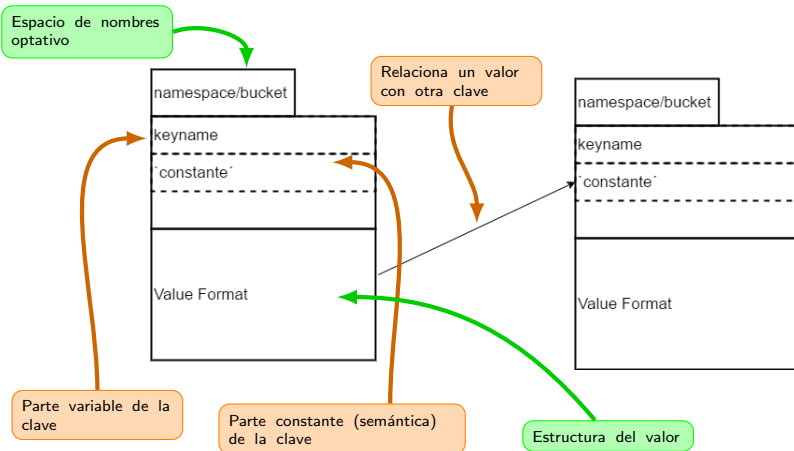 Espacio de nombres
optativo
Relaciona un valor
con otra clave
namespace/bucket
keyname
`constante´
Value Format
namespace/bucket
keyname
`constante´
Value Format
Parte variable de la
clave
Parte constante (semántica)
de la clave
Estructura del valor